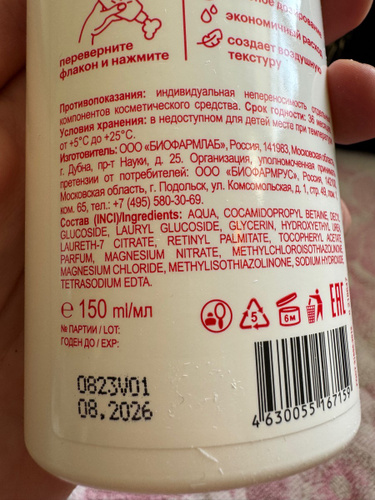 переверните
флакон и нажмите
дозирование
экономичный расход
создает воздушную
текстуру
Противопоказания: индивидуальная непереносимость
компонентов косметического средства. Срок годности: 36
Условия хранения: в недоступном для детей месте при температуре
от +5°С до +25°С.
Изготовитель: ООО «БИОФАРМЛАБ», Россия, 141983, Московская
г. Дубна, пр-т Науки, д. 25. Организация, уполномоченная принимать
претензии от потребителей: ООО «БИОФАРМРУС», Россия,
Московская область, г. Подольск, ул. Комсомольская, д. 1, стр. 49, пом.
ком. 65, тел.: +7 (495) 580-30-69.
Состав (INCI)/Ingredients: AQUA, COCAMIDOPROPYL BETAINE, DECYL
GLUCOSIDE, LAURYL GLUCOSIDE, GLYCERIN, HYDROXYETHYL UREA,
LAURETH-7 CITRATE, RETINYL PALMITATE, TOCOPHERYL ACETATE,
PARFUM, MAGNESIUM NITRATE, METHYLCHLOROISOTHIAZOLINONE,
MAGNESIUM CHLORIDE, METHYLISOTHIAZOLINONE, SODIUM HYDROXIDE,
TETRASODIUM EDTA.
℮ 150 ml/мл
5
6м
EAC
№ ПАРТИИ / LOT:
ГОДЕН ДО / EXP:
0823V01
08.2026
4 630055 16715